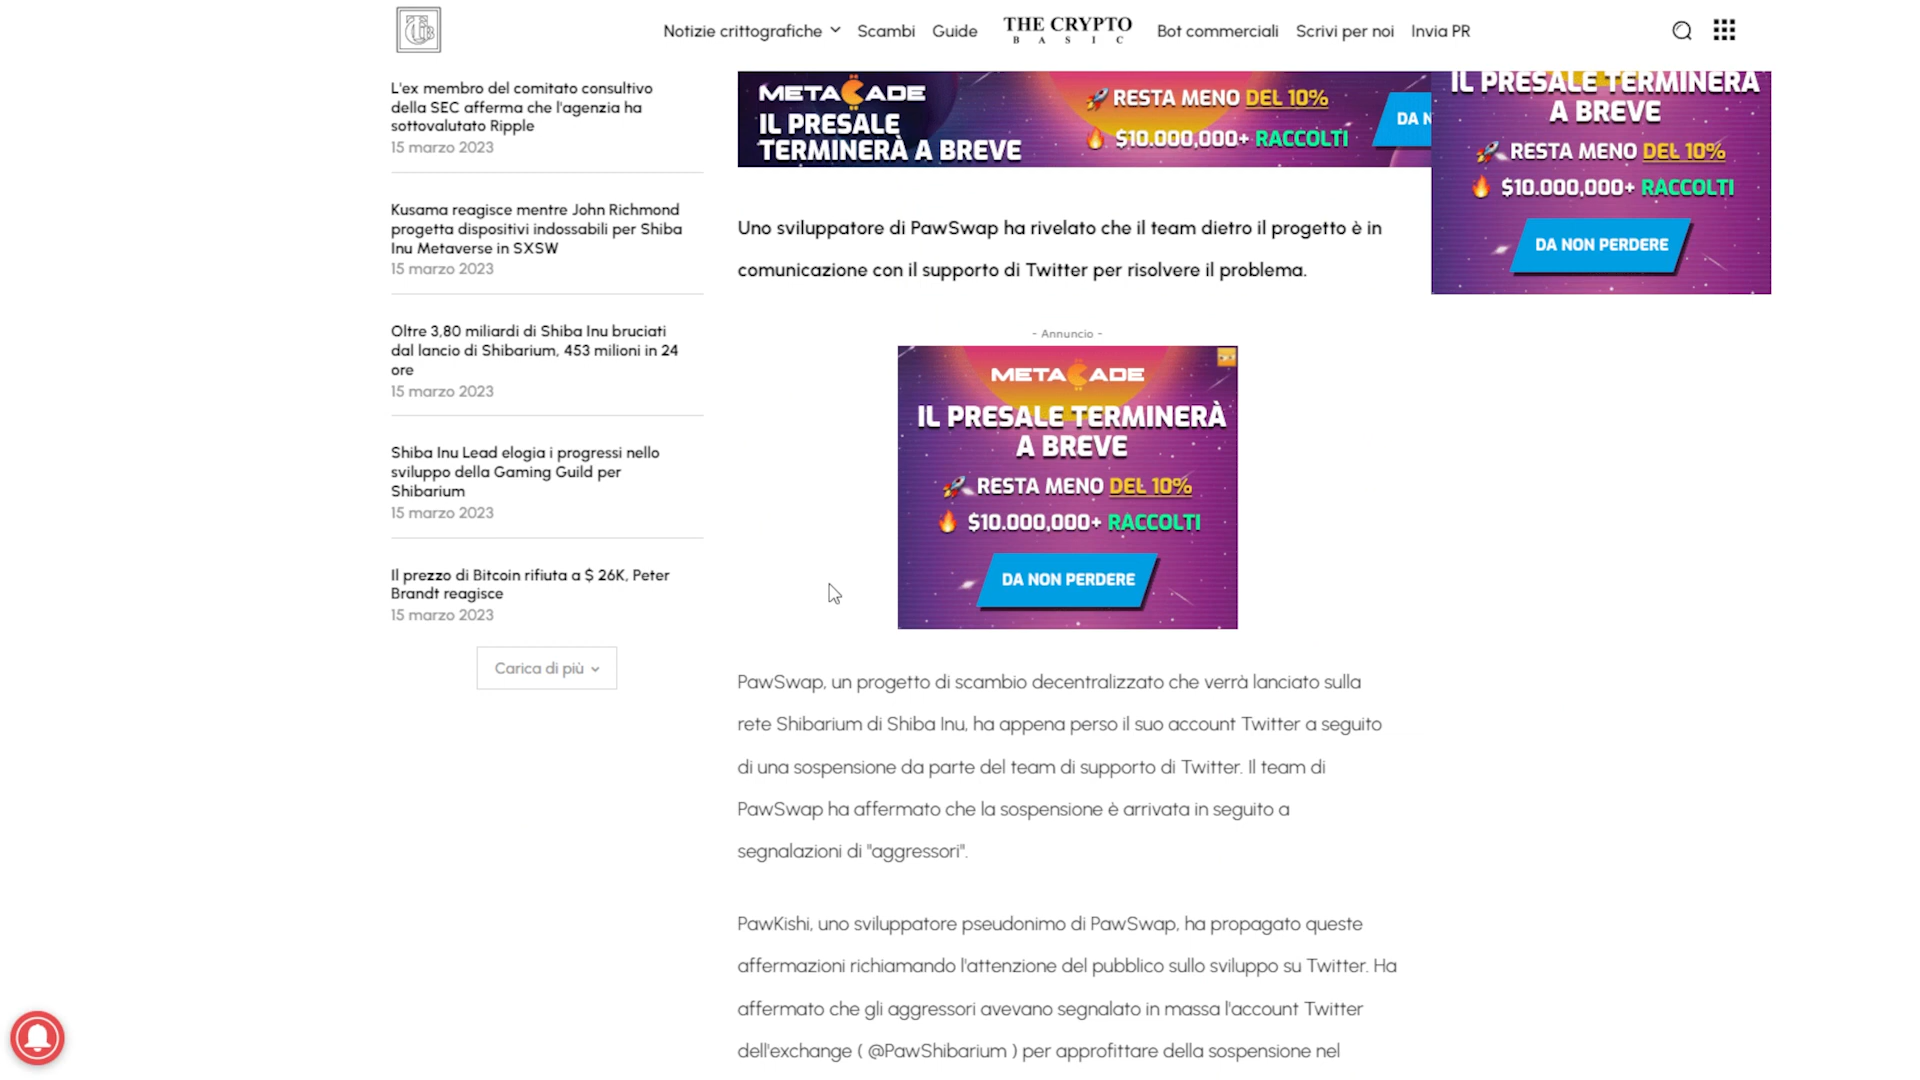 Notizie crittografiche
Scambi
Guide
THE CRYPTO
BASIC
Bot commerciali
Scrivi per noi
Invia PR
L'ex membro del comitato consultivo
della SEC afferma che l'agenzia ha
sottovalutato Ripple
15 marzo 2023
Kusama reagisce mentre John Richmond
progetta dispositivi indossabili per Shiba
Inu Metaverse in SXSW
15 marzo 2023
Oltre 3,80 miliardi di Shiba Inu bruciati
dal lancio di Shibarium, 453 milioni in 24
ore
15 marzo 2023
Shiba Inu Lead elogia i progressi nello
sviluppo della Gaming Guild per
Shibarium
15 marzo 2023
Il prezzo di Bitcoin rifiuta a $ 26K, Peter
Brandt reagisce
15 marzo 2023
Carica di più
METACADE
IL PRESALE
TERMINERÀ A BREVE
RESTA MENO DEL 10%
$10.000,000+ RACCOLTI
DA N
IL PRESALE TERMINERÀ
A BREVE
RESTA MENO DEL 10%
$10.000,000+ RACCOLTI
DA NON PERDERE
Uno sviluppatore di PawSwap ha rivelato che il team dietro il progetto è in
comunicazione con il supporto di Twitter per risolvere il problema.
- Annuncio -
METACADE
IL PRESALE TERMINERÀ
A BREVE
RESTA MENO DEL 10%
$10.000,000+ RACCOLTI
DA NON PERDERE
PawSwap, un progetto di scambio decentralizzato che verrà lanciato sulla
rete Shibarium di Shiba Inu, ha appena perso il suo account Twitter a seguito
di una sospensione da parte del team di supporto di Twitter. Il team di
PawSwap ha affermato che la sospensione è arrivata in seguito a
segnalazioni di "aggressori".
PawKishi, uno sviluppatore pseudonimo di PawSwap, ha propagato queste
affermazioni richiamando l'attenzione del pubblico sullo sviluppo su Twitter. Ha
affermato che gli aggressori avevano segnalato in massa l'account Twitter
dell'exchange ( @PawShibarium ) per approfittare della sospensione nel